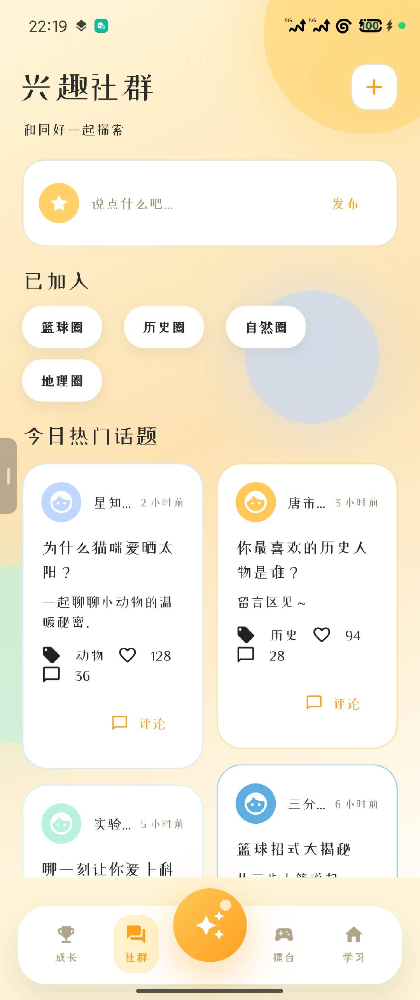 22:19
5G 5G 100
兴趣社群
和同好一起探索
说点什么吧...
发布
已加入
篮球圈
历史圈
自然圈
地理圈
今日热门话题
星知... 2 小时前
为什么猫咪爱晒太
阳？
一起聊聊小动物的温
暖秘密.
动物 128
36
评论
唐宋... 3 小时前
你最喜欢的历史人
物是谁？
留言区见~
历史 94
28
评论
实验... 5 小时前
哪一刻让你爱上科
三分... 6 小时前
篮球招式大揭秘
成长
社群
擂台
学习